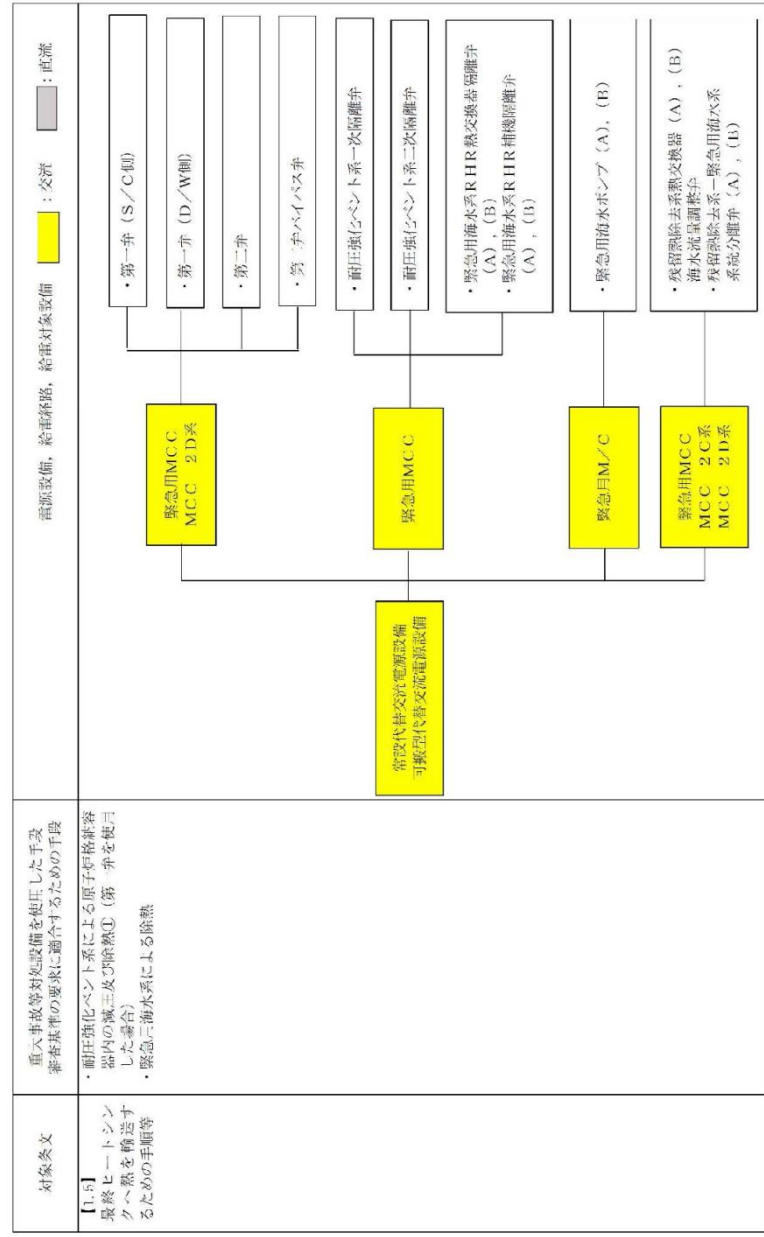 対象条文
重大事故等対処設備を使用した手段
審査基準の要求に適合するための手段
電源設備，給電経路，給電対象設備
：交流
：直流
【1.5】
最終ヒートシン
クへ熱を輸送す
るための手順等
・耐圧強化ベント系による原子炉格納容
器内の減圧及び除熱①（第一弁を使用
した場合）
・緊急用海水系による除熱
常設代替交流電源設備
可搬型代替交流電源設備
緊急用ＭＣＣ
ＭＣＣ　２Ｄ系
・第一弁（Ｓ／Ｃ側）
・第一弁（Ｄ／Ｗ側）
・第二弁
・第二弁バイパス弁
緊急用ＭＣＣ
・耐圧強化ベント系一次隔離弁
・耐圧強化ベント系二次隔離弁
・緊急用海水系ＲＨＲ熱交換器隔離弁
（Ａ），（Ｂ）
・緊急用海水系ＲＨＲ補機隔離弁
（Ａ），（Ｂ）
緊急用Ｍ／Ｃ
・緊急用海水ポンプ（Ａ），（Ｂ）
緊急用ＭＣＣ
ＭＣＣ　２Ｃ系
ＭＣＣ　２Ｄ系
・残留熱除去系熱交換器（Ａ），（Ｂ）
海水流量調整弁
・残留熱除去系－緊急用海水系
系統分離弁（Ａ），（Ｂ）